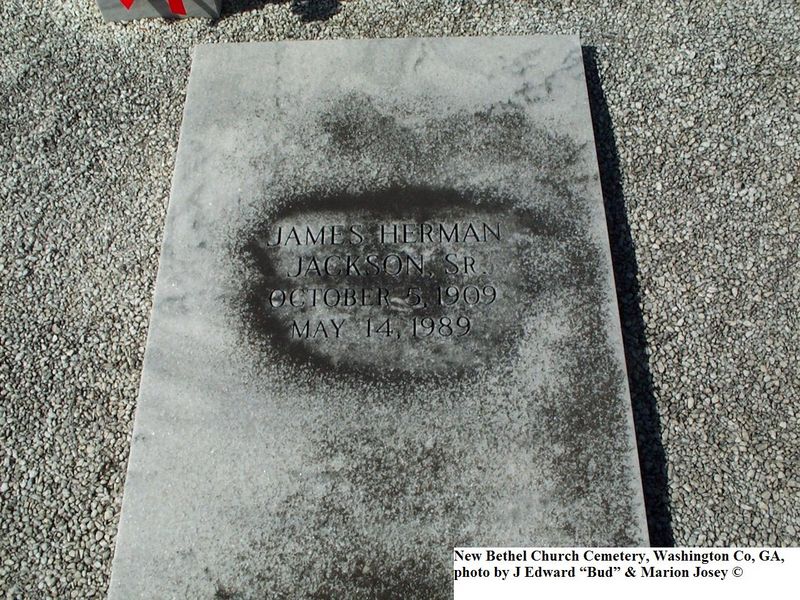 JAMES HERMAN
JACKSON, SR.
OCTOBER 5, 1909
MAY 14, 1989
New Bethel Church Cemetery, Washington Co, GA,
photo by J Edward “Bud” & Marion Josey ©